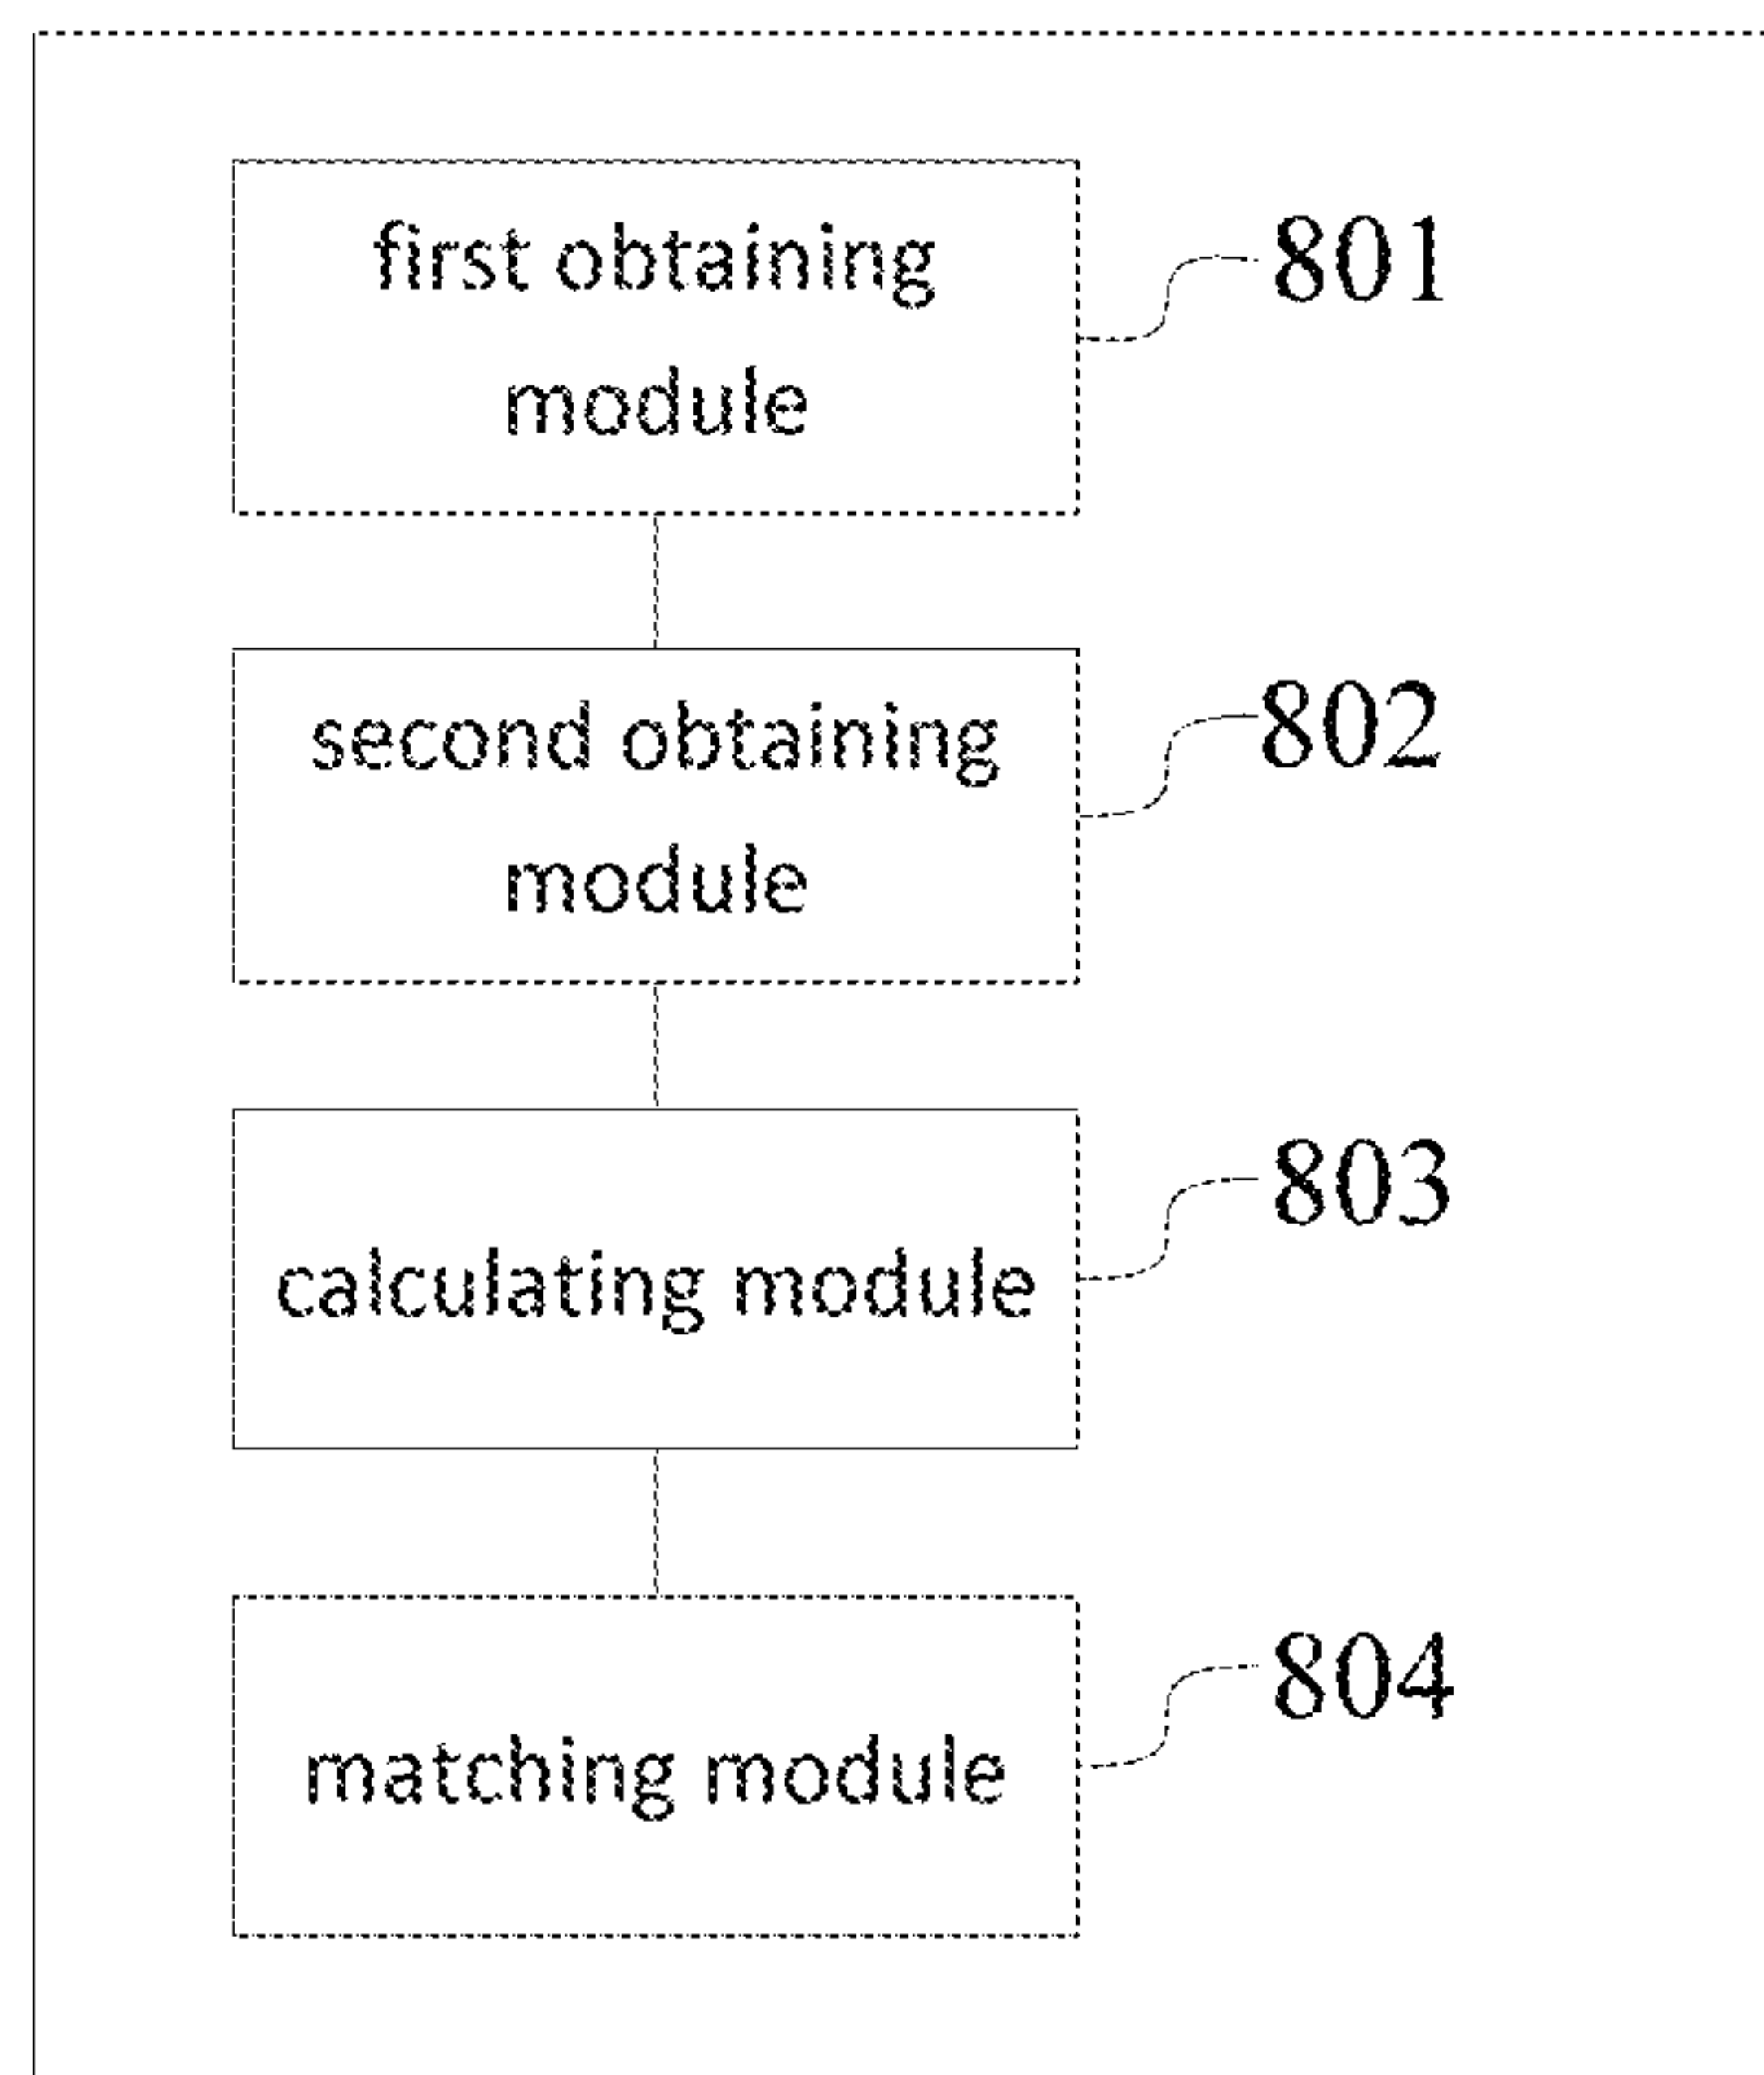 first obtaining
module
801
second obtaining
module
802
calculating module
803
matching module
804